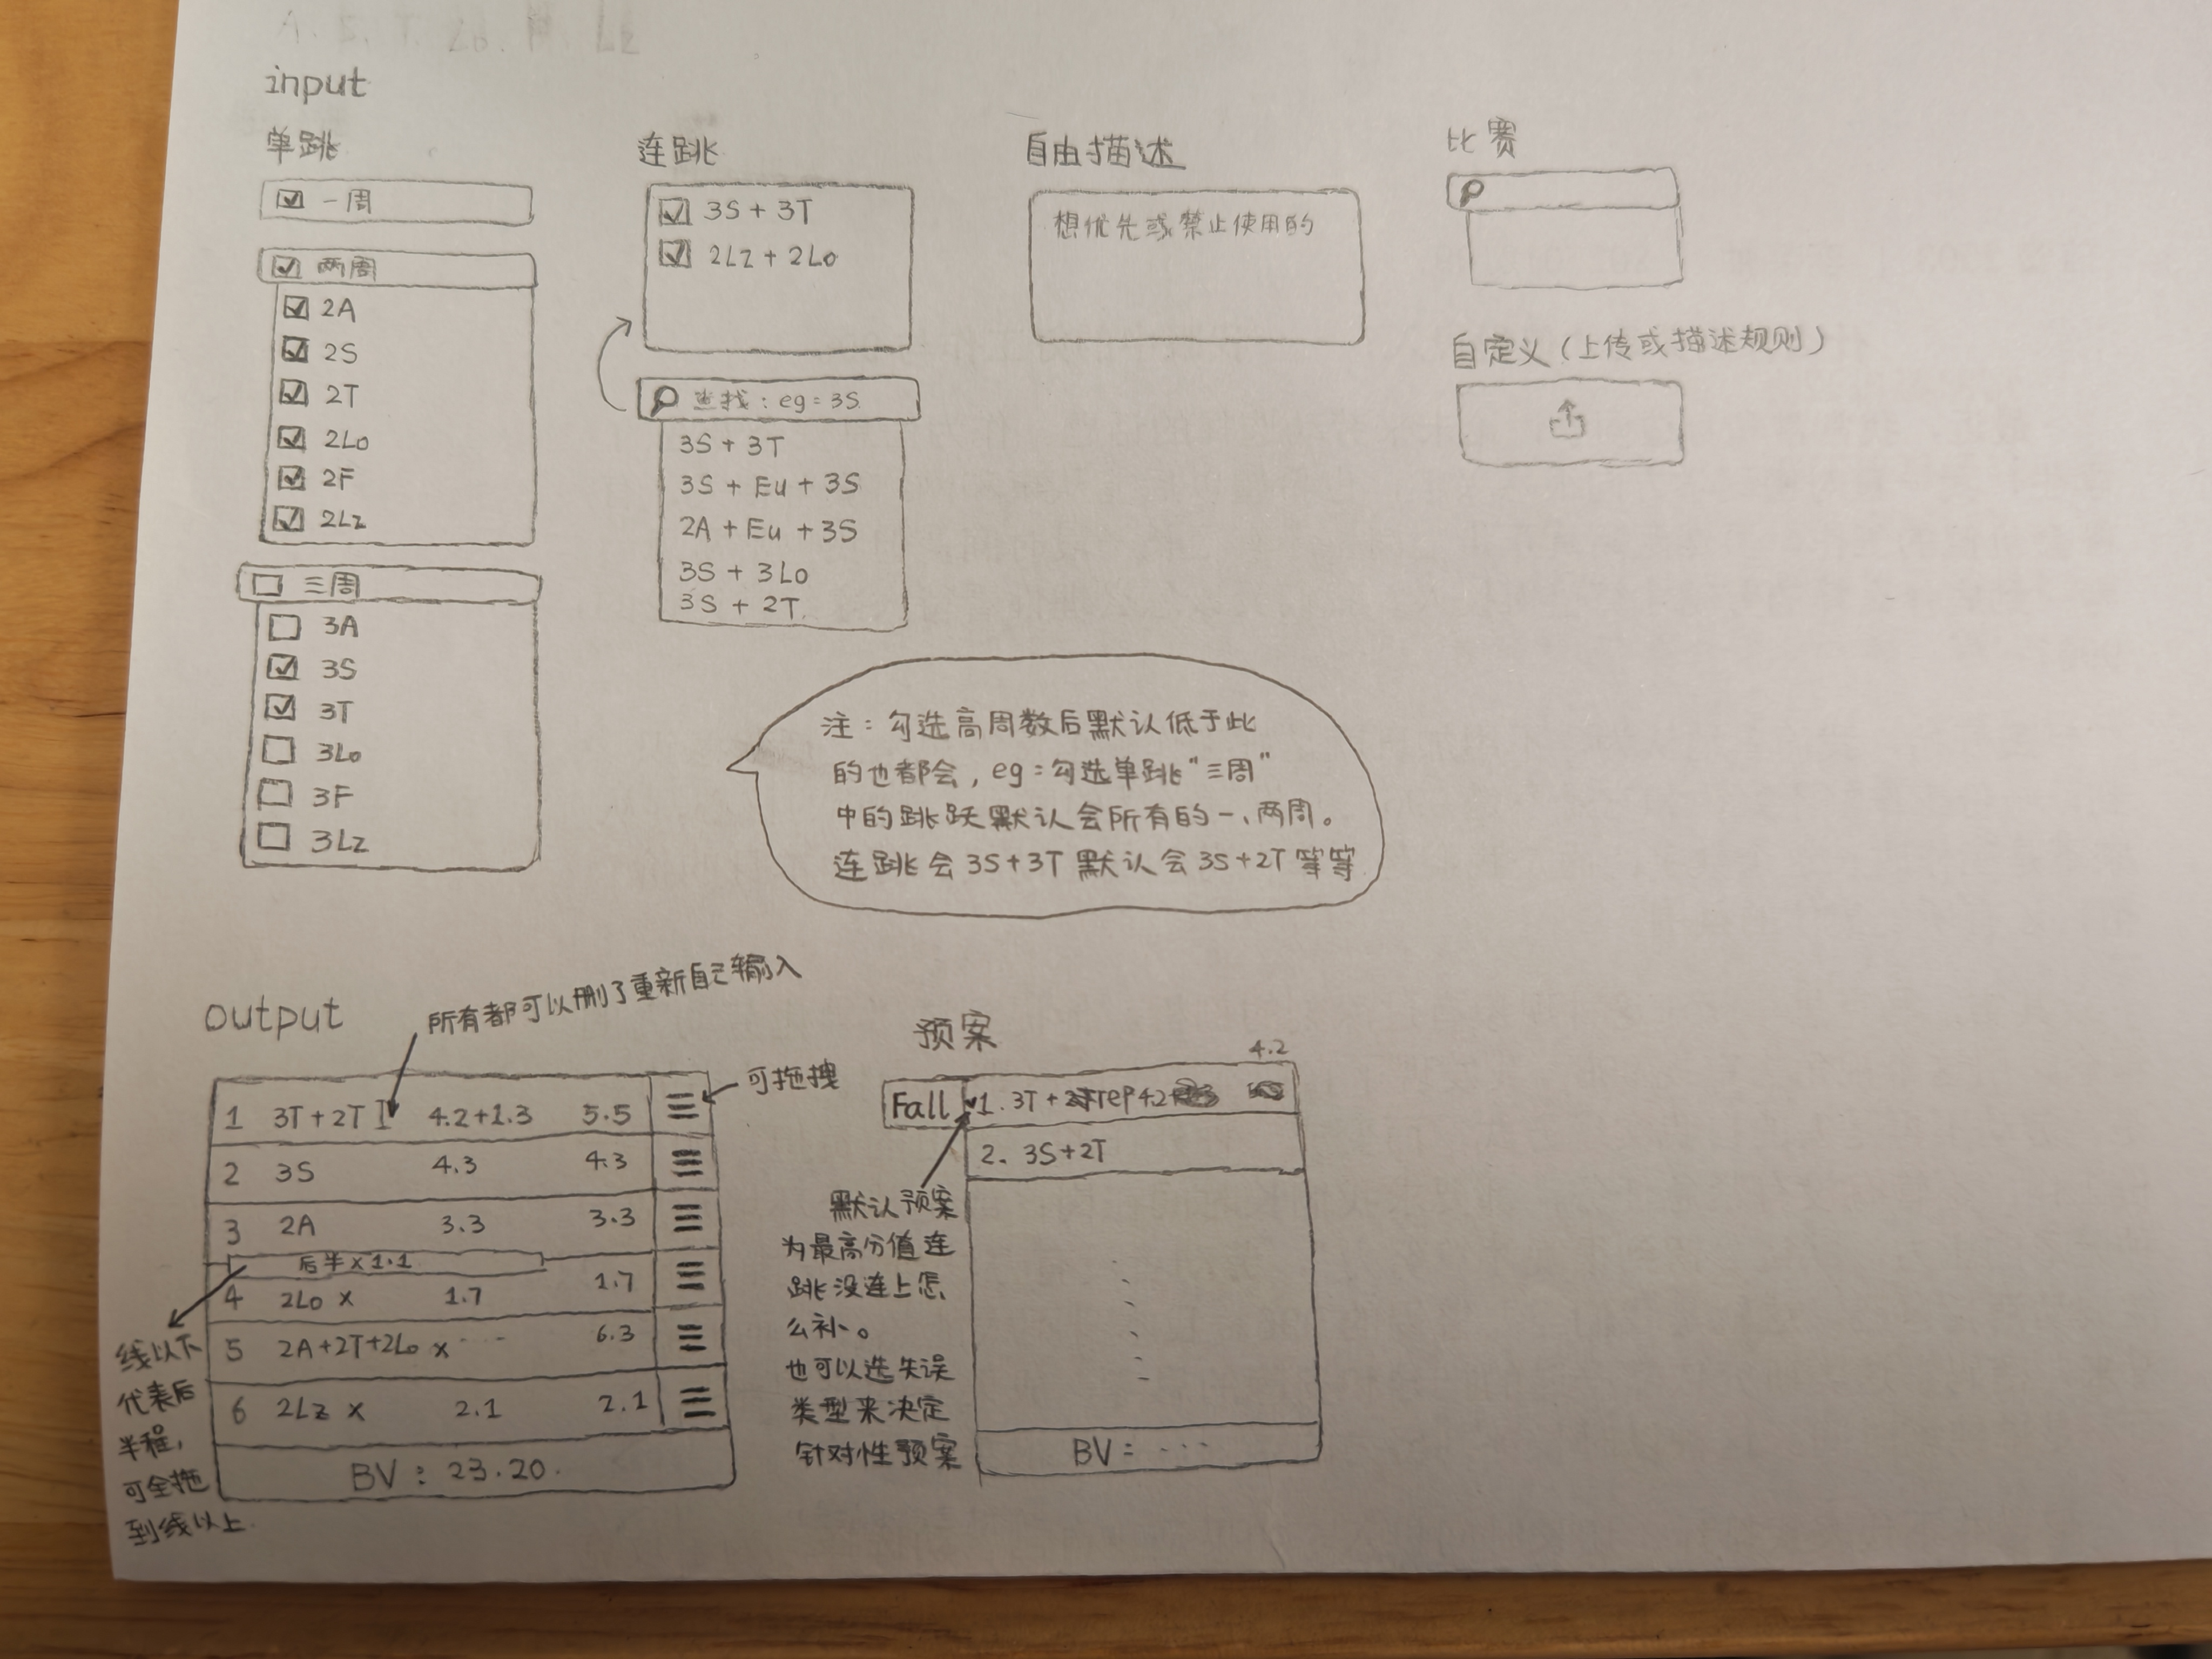 A. S. T. Lo. F. Lz
input
单跳
一周
两周
2A
2S
2T
2Lo
2F
2Lz
三周
3A
3S
3T
3Lo
3F
3Lz
连跳
3S + 3T
2Lz + 2Lo
查找：eg = 3S
3S + 3T
3S + Eu + 3S
2A + Eu + 3S
3S + 3Lo
3S + 2T
自由描述
想优先或禁止使用的
比赛
自定义（上传或描述规则）
注：勾选高周数后默认低于此
的也都会，eg：勾选单跳“三周”
中的跳跃默认会所有的一、两周。
连跳会 3S+3T 默认会 3S+2T 等等
output
所有都可以删了重新自己输入
可拖拽
1 3T+2T 4.2+1.3 5.5
2 3S 4.3 4.3
3 2A 3.3 3.3
后半 x 1.1
4 2Lo x 1.7 1.7
5 2A+2T+2Lo x ... 6.3
6 2Lz x 2.1 2.1
BV : 23.20.
线以下
代表后
半程，
可全拖
到线以上
预案
4.2
Fall
1. 3T + rep 4.2
2. 3S+2T
BV : ...
默认预案
为最高分值连
跳没连上怎
么补。
也可以选失误
类型来决定
针对性预案